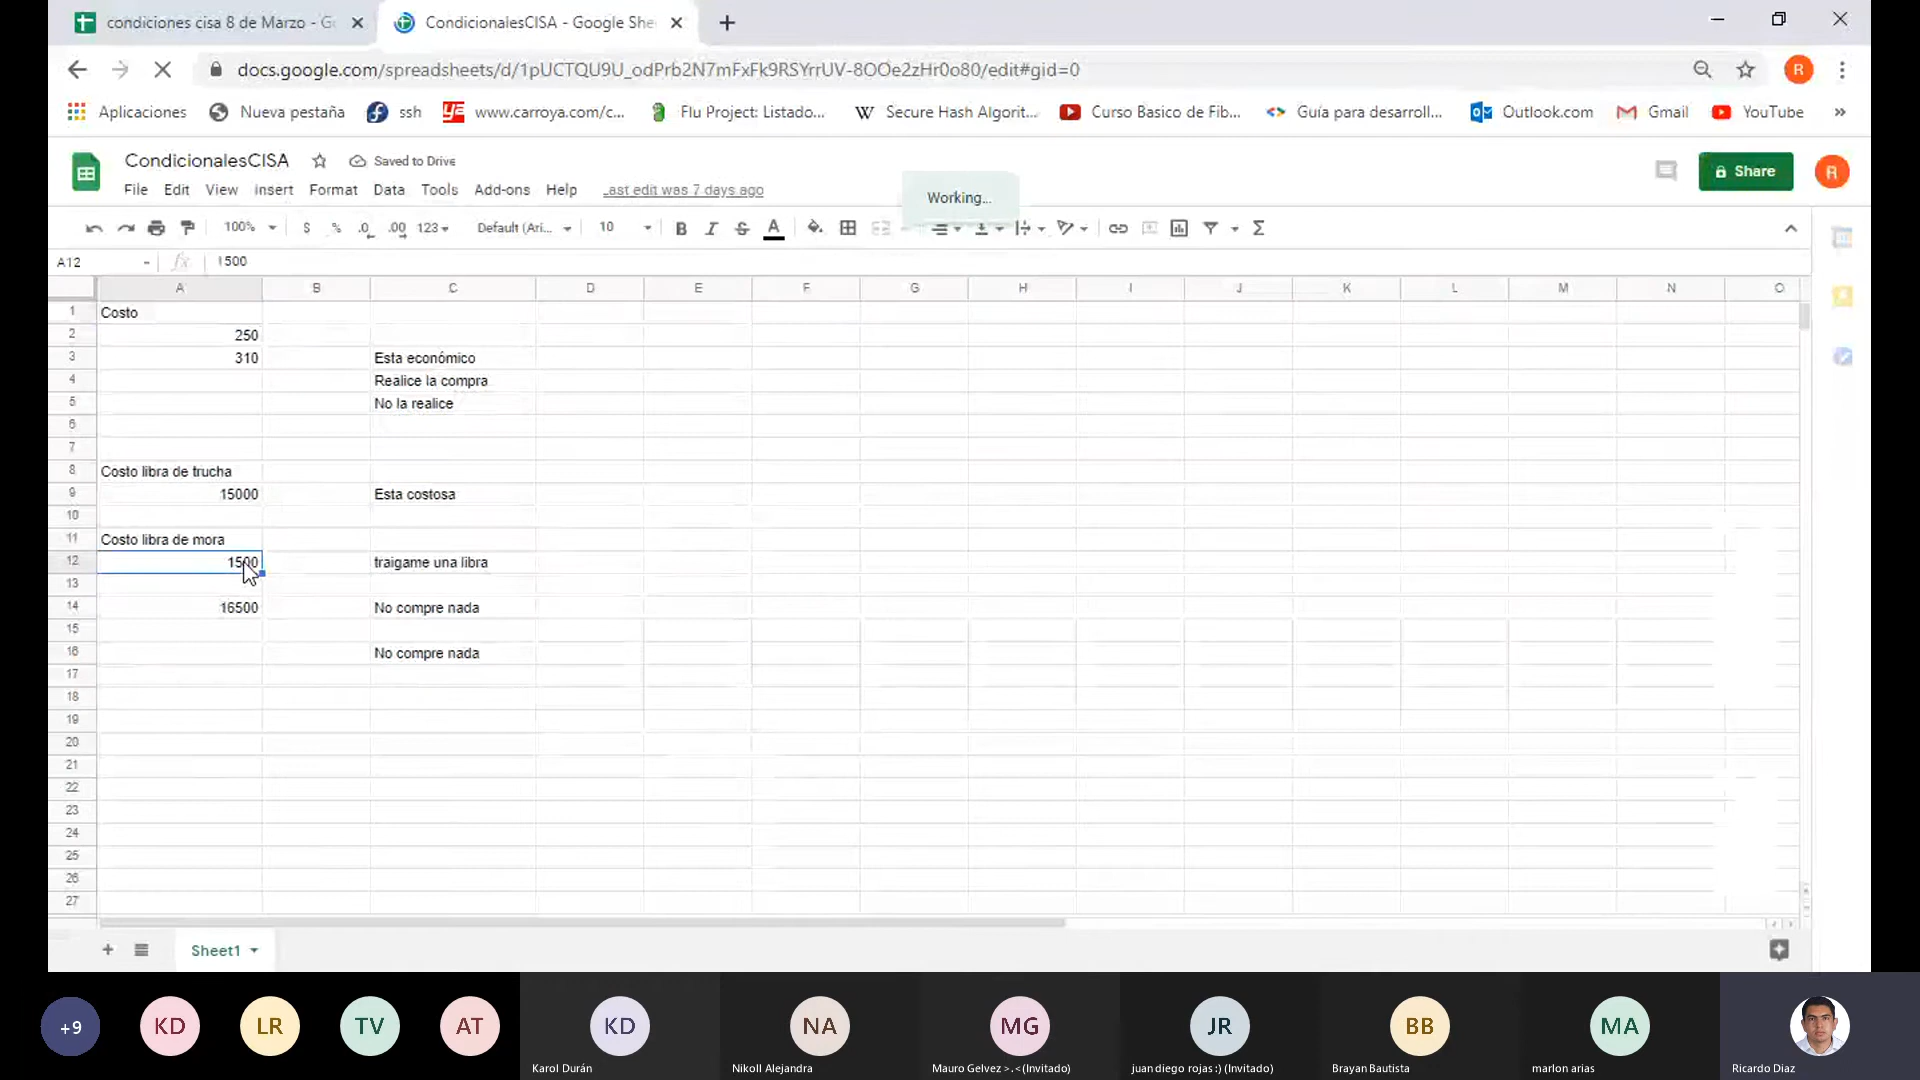 condiciones cisa 8 de Marzo - G
CondicionalesCISA - Google She
docs.google.com/spreadsheets/d/1pUCTQU9U_odPrb2N7mFxFk9RSYrrUV-8OOe2zHr0o80/edit#gid=0
R
Aplicaciones
Nueva pestaña
ssh
www.carroya.com/c...
Flu Project: Listado...
Secure Hash Algorit...
Curso Basico de Fib...
Guía para desarroll...
Outlook.com
Gmail
YouTube
»
CondicionalesCISA
Saved to Drive
File Edit View Insert Format Data Tools Add-ons Help
Last edit was 7 days ago
Working...
Share
R
100% $ % .0 .00 123 Default (Ari... 10 B I S A Σ
A12 fx 1500
A B C D E F G H I J K L M N O
1 Costo
2 250
3 310 Esta económico
4 Realice la compra
5 No la realice
6
7
8 Costo libra de trucha
9 15000 Esta costosa
10
11 Costo libra de mora
12 1500 traigame una libra
13
14 16500 No compre nada
15
16 No compre nada
17
18
19
20
21
22
23
24
25
26
27
Sheet1
+9 KD LR TV AT KD NA MG JR BB MA
Karol Durán
Nikoll Alejandra
Mauro Gelvez >.<(Invitado)
juan diego rojas :) (Invitado)
Brayan Bautista
marlon arias
Ricardo Diaz